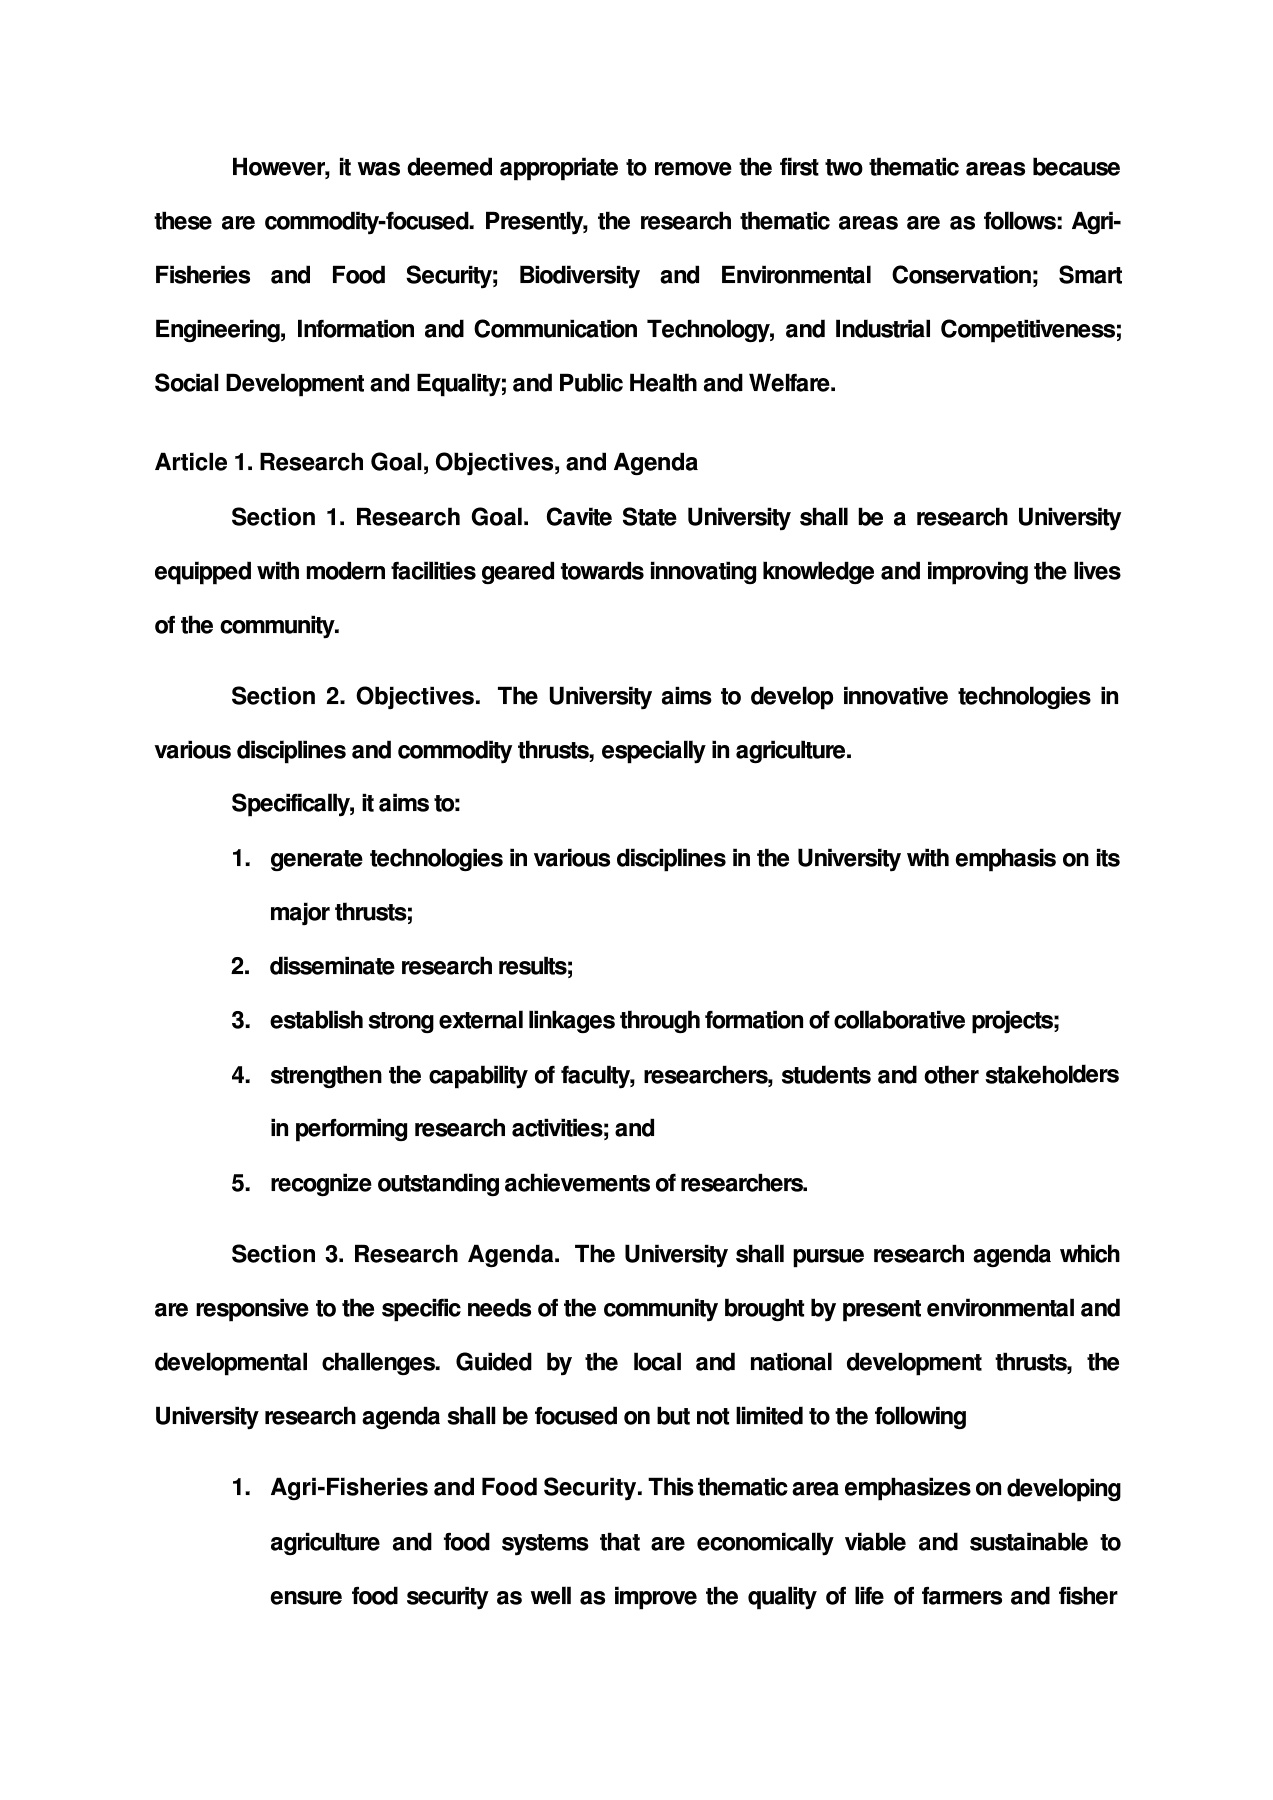 However, it was deemed appropriate to remove the first two thematic areas because
these are commodity-focused. Presently, the research thematic areas are as follows: Agri-
Fisheries and Food Security; Biodiversity and Environmental Conservation; Smart
Engineering, Information and Communication Technology, and Industrial Competitiveness;
Social Development and Equality; and Public Health and Welfare.
Article 1. Research Goal, Objectives, and Agenda
Section 1. Research Goal. Cavite State University shall be a research University
equipped with modern facilities geared towards innovating knowledge and improving the lives
of the community.
Section 2. Objectives. The University aims to develop innovative technologies in
various disciplines and commodity thrusts, especially in agriculture.
Specifically, it aims to:
1. generate technologies in various disciplines in the University with emphasis on its
major thrusts;
2. disseminate research results;
3. establish strong external linkages through formation of collaborative projects;
4. strengthen the capability of faculty, researchers, students and other stakeholders
in performing research activities; and
5. recognize outstanding achievements of researchers.
Section 3. Research Agenda. The University shall pursue research agenda which
are responsive to the specific needs of the community brought by present environmental and
developmental challenges. Guided by the local and national development thrusts, the
University research agenda shall be focused on but not limited to the following
1. Agri-Fisheries and Food Security. This thematic area emphasizes on developing
agriculture and food systems that are economically viable and sustainable to
ensure food security as well as improve the quality of life of farmers and fisher